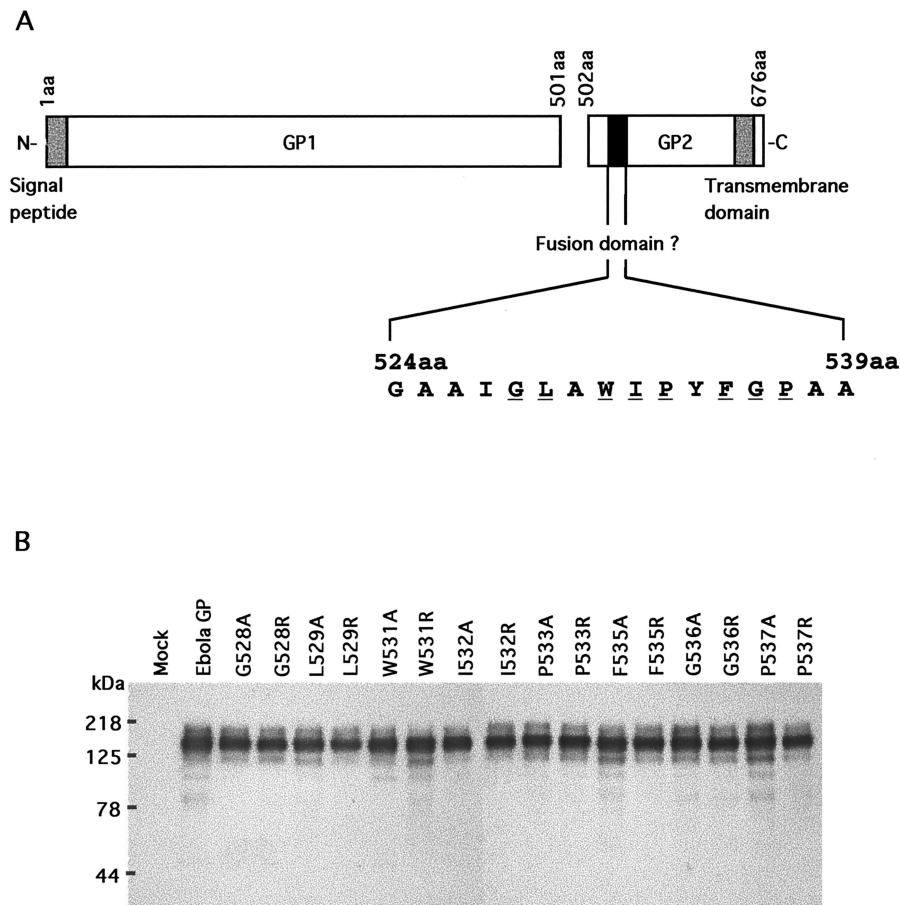 A
1aa 501aa 502aa 676aa
N- GP1 GP2 -C
Signal peptide
Transmembrane domain
Fusion domain ?
524aa 539aa
G A A I G L A W I P Y F G P A A
B
Mock Ebola GP G528A G528R L529A L529R W531A W531R I532A I532R P533A P533R F535A F535R G536A G536R P537A P537R
kDa
218
125
78
44